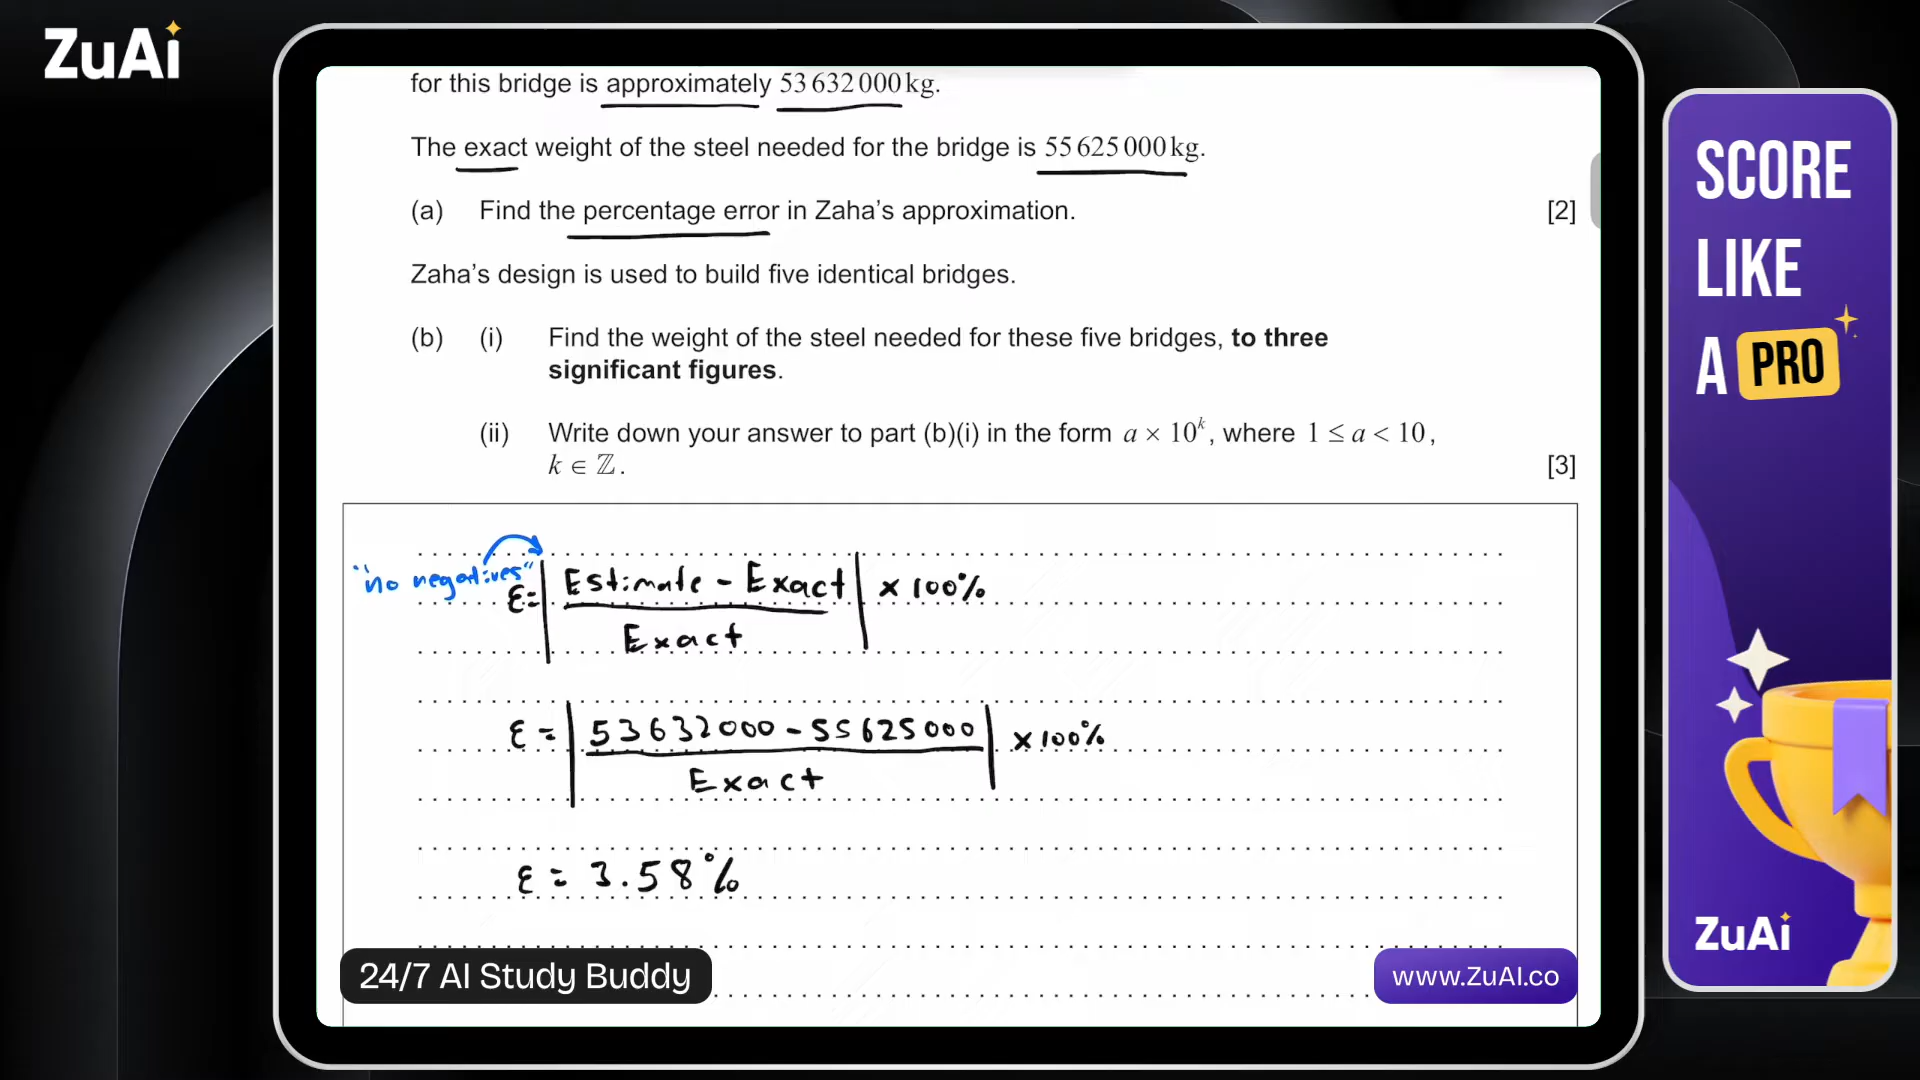 ZuAi
for this bridge is approximately 53 632 000 kg.
The exact weight of the steel needed for the bridge is 55 625 000 kg.
(a) Find the percentage error in Zaha's approximation. [2]
Zaha's design is used to build five identical bridges.
(b) (i) Find the weight of the steel needed for these five bridges, to three
significant figures.
(ii) Write down your answer to part (b)(i) in the form a × 10^k, where 1 ≤ a < 10,
k ∈ ℤ. [3]
"no negatives"
ε = | Estimate - Exact | × 100%
Exact
ε = | 53632000 - 55625000 | × 100%
Exact
ε = 3.58%
24/7 AI Study Buddy
www.ZuAI.co
SCORE
LIKE
A PRO
ZuAi